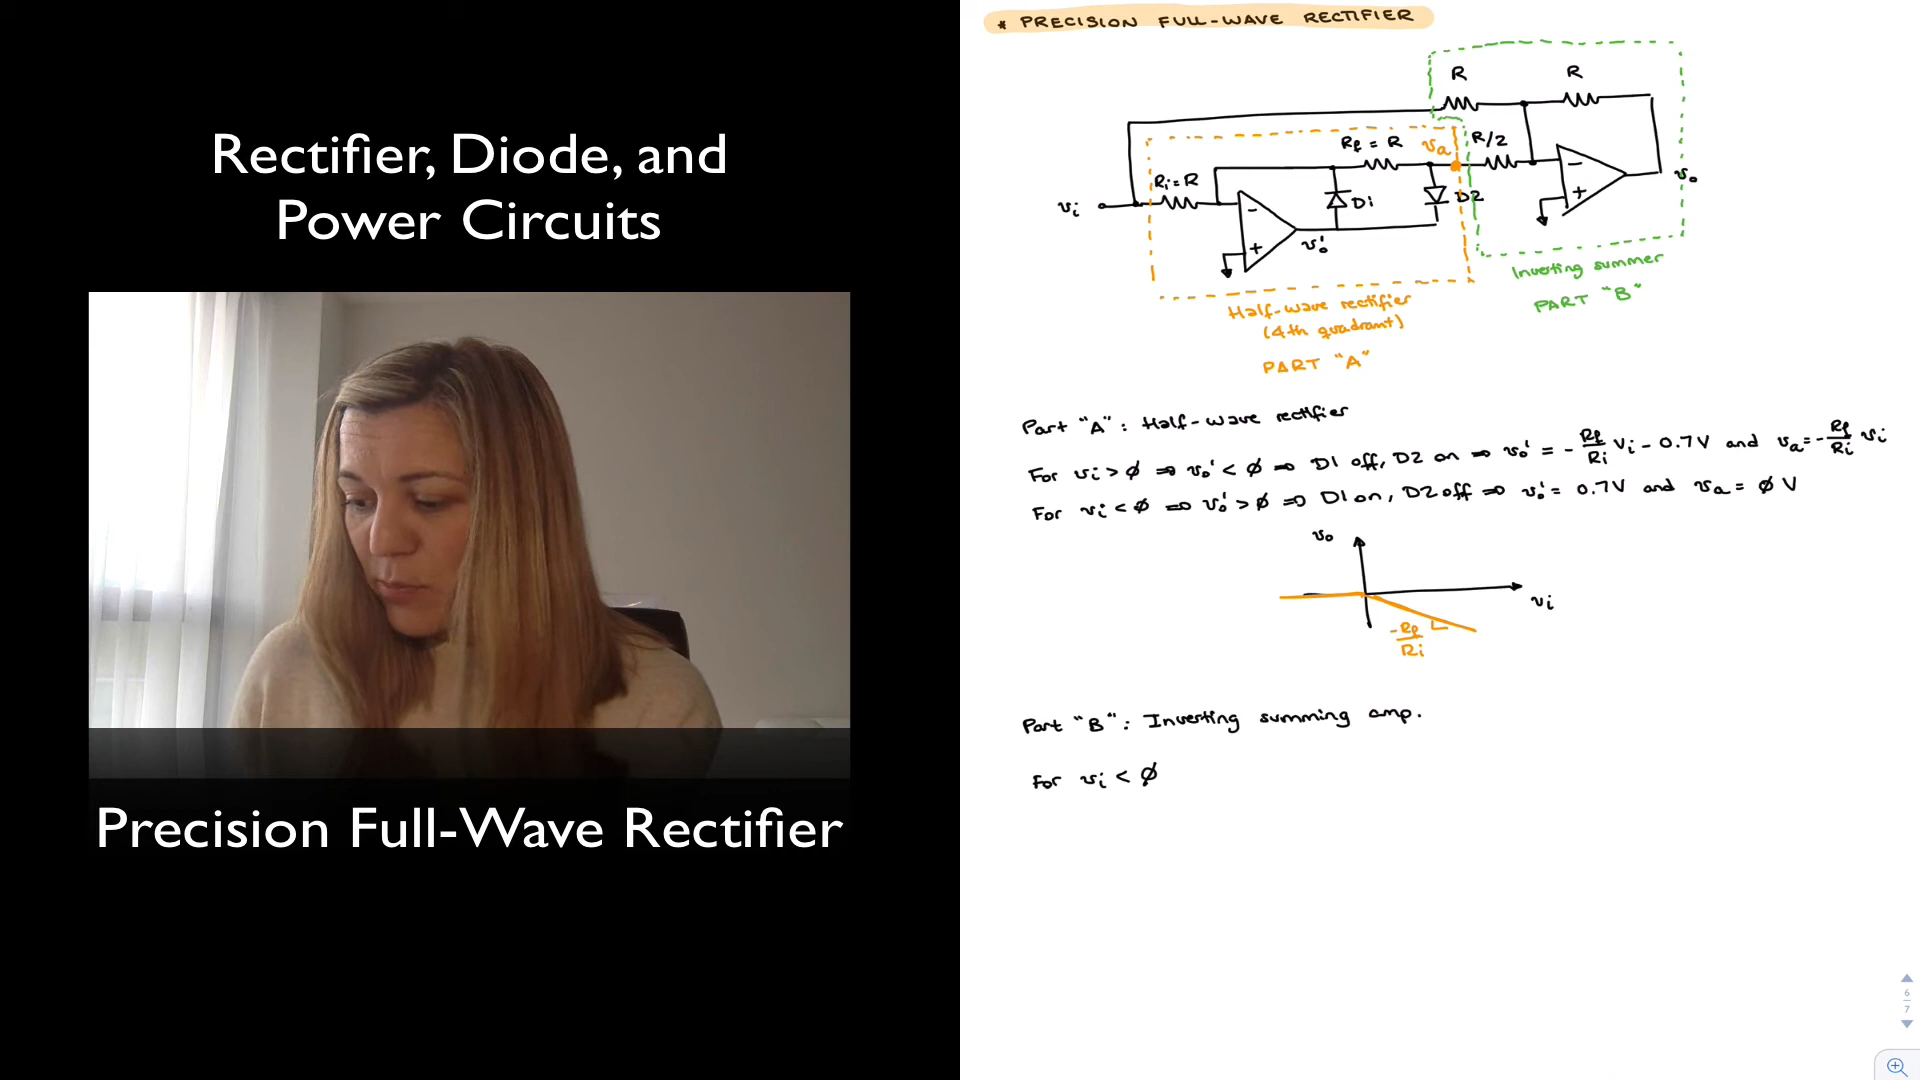 Rectifier, Diode, and
Power Circuits
Precision Full-Wave Rectifier
* PRECISION FULL-WAVE RECTIFIER
R
R
Rf = R
va
R/2
Ri = R
vi
D1
D2
vo'
vo
-
+
-
+
Inverting summer
PART "B"
Half-wave rectifier
(4th quadrant)
PART "A"
Part "A": Half-wave rectifier
For vi > ∅ ⇒ vo' < ∅ ⇒ D1 off, D2 on ⇒ vo' = - Rf/Ri Vi - 0.7V and va = - Rf/Ri vi
For vi < ∅ ⇒ vo' > ∅ ⇒ D1 on, D2 off ⇒ vo' = 0.7V and va = ∅ V
vo
vi
-Rf/Ri
Part "B": Inverting summing amp.
For vi < ∅
6
7